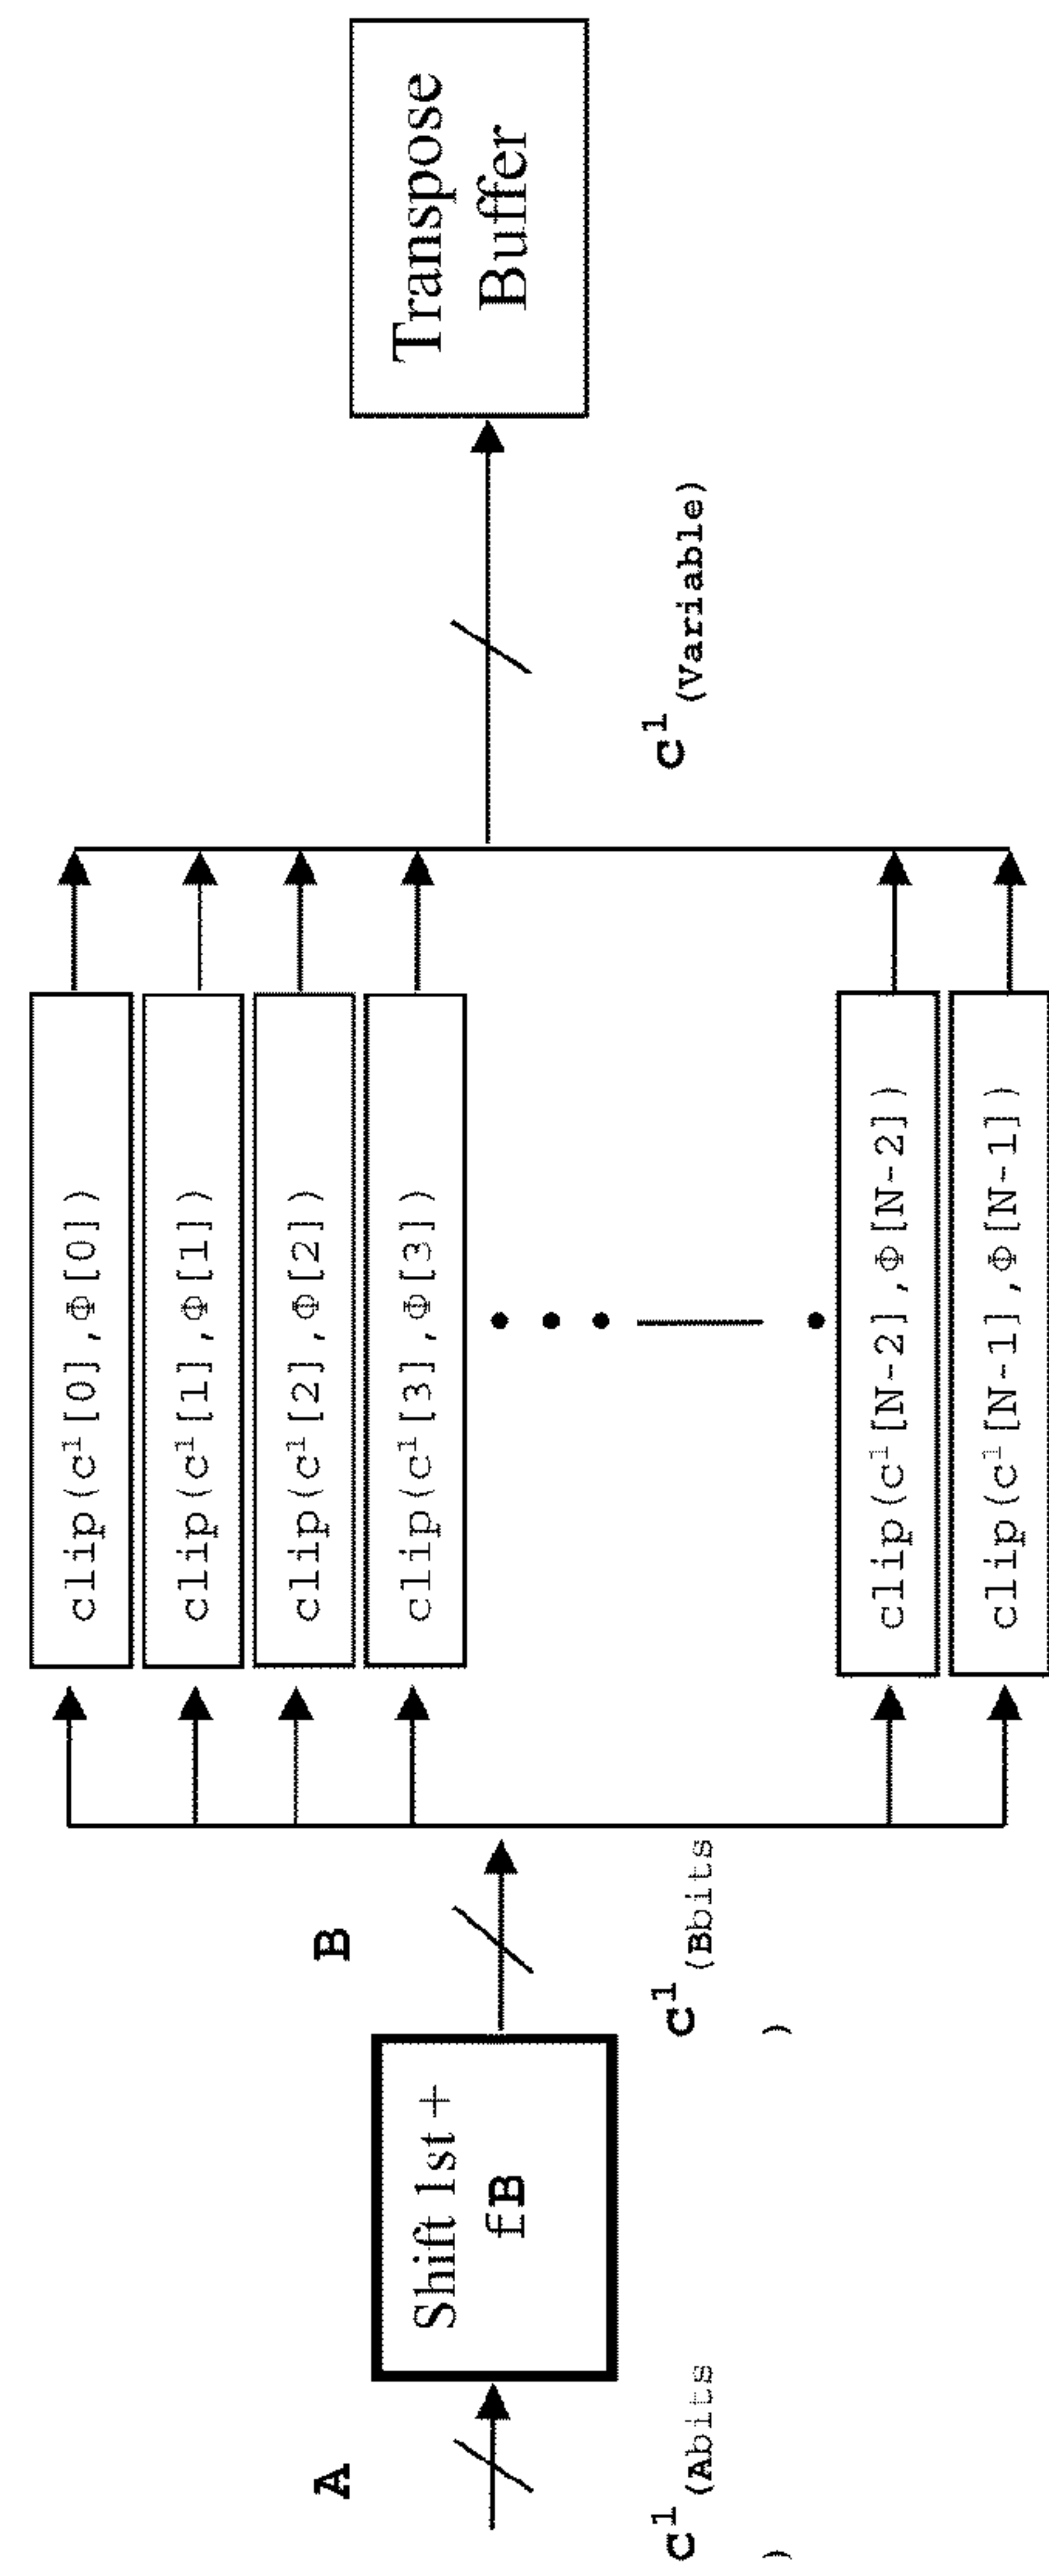 A
c¹(Abits
)
Shift 1st +
fB
B
c¹(Bbits
)
clip(c¹[0],Φ[0])
clip(c¹[1],Φ[1])
clip(c¹[2],Φ[2])
clip(c¹[3],Φ[3])
clip(c¹[N-2],Φ[N-2])
clip(c¹[N-1],Φ[N-1])
c¹(Variable)
Transpose
Buffer